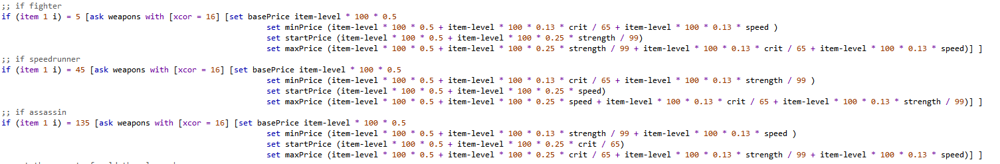 ;; if fighter
if (item 1 i) = 5 [ask weapons with [xcor = 16] [set basePrice item-level * 100 * 0.5
set minPrice (item-level * 100 * 0.5 + item-level * 100 * 0.13 * crit / 65 + item-level * 100 * 0.13 * speed )
set startPrice (item-level * 100 * 0.5 + item-level * 100 * 0.25 * strength / 99)
set maxPrice (item-level * 100 * 0.5 + item-level * 100 * 0.25 * strength / 99 + item-level * 100 * 0.13 * crit / 65 + item-level * 100 * 0.13 * speed)] ]
;; if speedrunner
if (item 1 i) = 45 [ask weapons with [xcor = 16] [set basePrice item-level * 100 * 0.5
set minPrice (item-level * 100 * 0.5 + item-level * 100 * 0.13 * crit / 65 + item-level * 100 * 0.13 * strength / 99 )
set startPrice (item-level * 100 * 0.5 + item-level * 100 * 0.25 * speed)
set maxPrice (item-level * 100 * 0.5 + item-level * 100 * 0.25 * speed + item-level * 100 * 0.13 * crit / 65 + item-level * 100 * 0.13 * strength / 99)] ]
;; if assassin
if (item 1 i) = 135 [ask weapons with [xcor = 16] [set basePrice item-level * 100 * 0.5
set minPrice (item-level * 100 * 0.5 + item-level * 100 * 0.13 * strength / 99 + item-level * 100 * 0.13 * speed )
set startPrice (item-level * 100 * 0.5 + item-level * 100 * 0.25 * crit / 65)
set maxPrice (item-level * 100 * 0.5 + item-level * 100 * 0.25 * crit / 65 + item-level * 100 * 0.13 * strength / 99 + item-level * 100 * 0.13 * speed)] ]